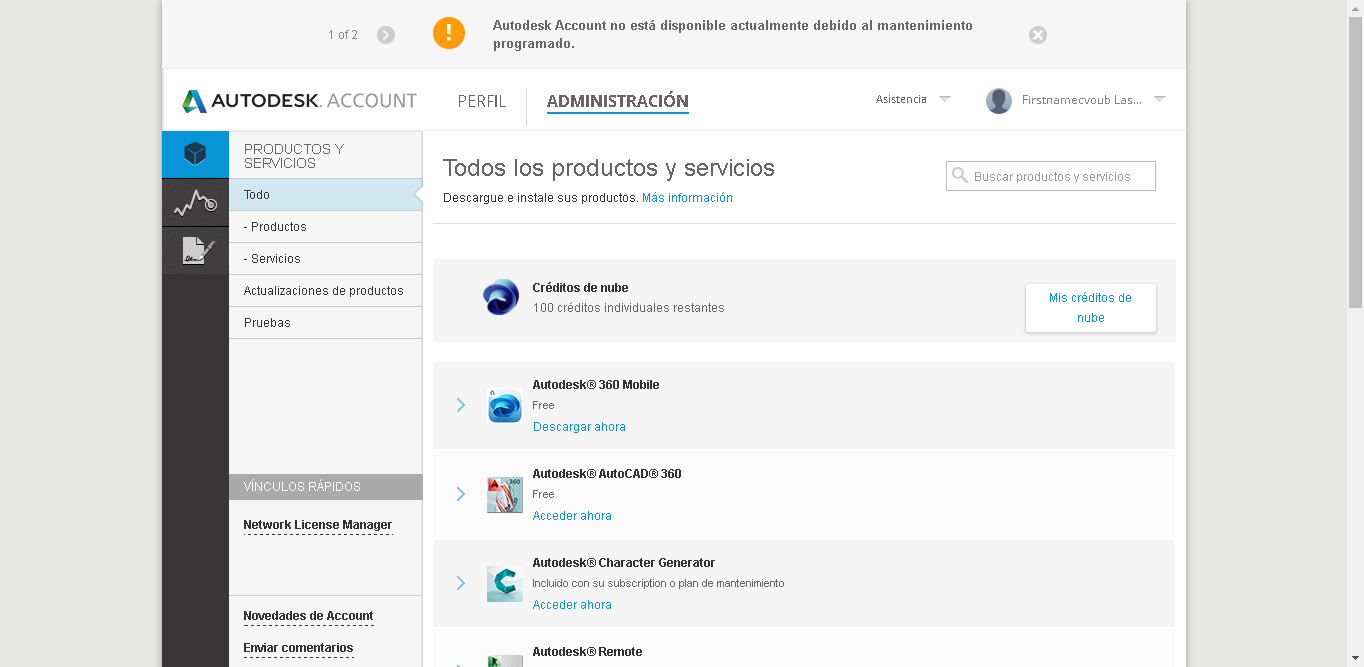 1 of 2
Autodesk Account no está disponible actualmente debido al mantenimiento
programado.
AUTODESK. ACCOUNT
PERFIL
ADMINISTRACIÓN
Asistencia
Firstnamecvoub Las...
PRODUCTOS Y
SERVICIOS
Todo
- Productos
- Servicios
Actualizaciones de productos
Pruebas
VÍNCULOS RÁPIDOS
Network License Manager
Novedades de Account
Enviar comentarios
Todos los productos y servicios
Buscar productos y servicios
Descargue e instale sus productos. Más información
Créditos de nube
100 créditos individuales restantes
Mis créditos de
nube
Autodesk® 360 Mobile
Free
Descargar ahora
360
Autodesk® AutoCAD® 360
Free
Acceder ahora
Autodesk® Character Generator
Incluido con su subscription o plan de mantenimiento
Acceder ahora
Autodesk® Remote